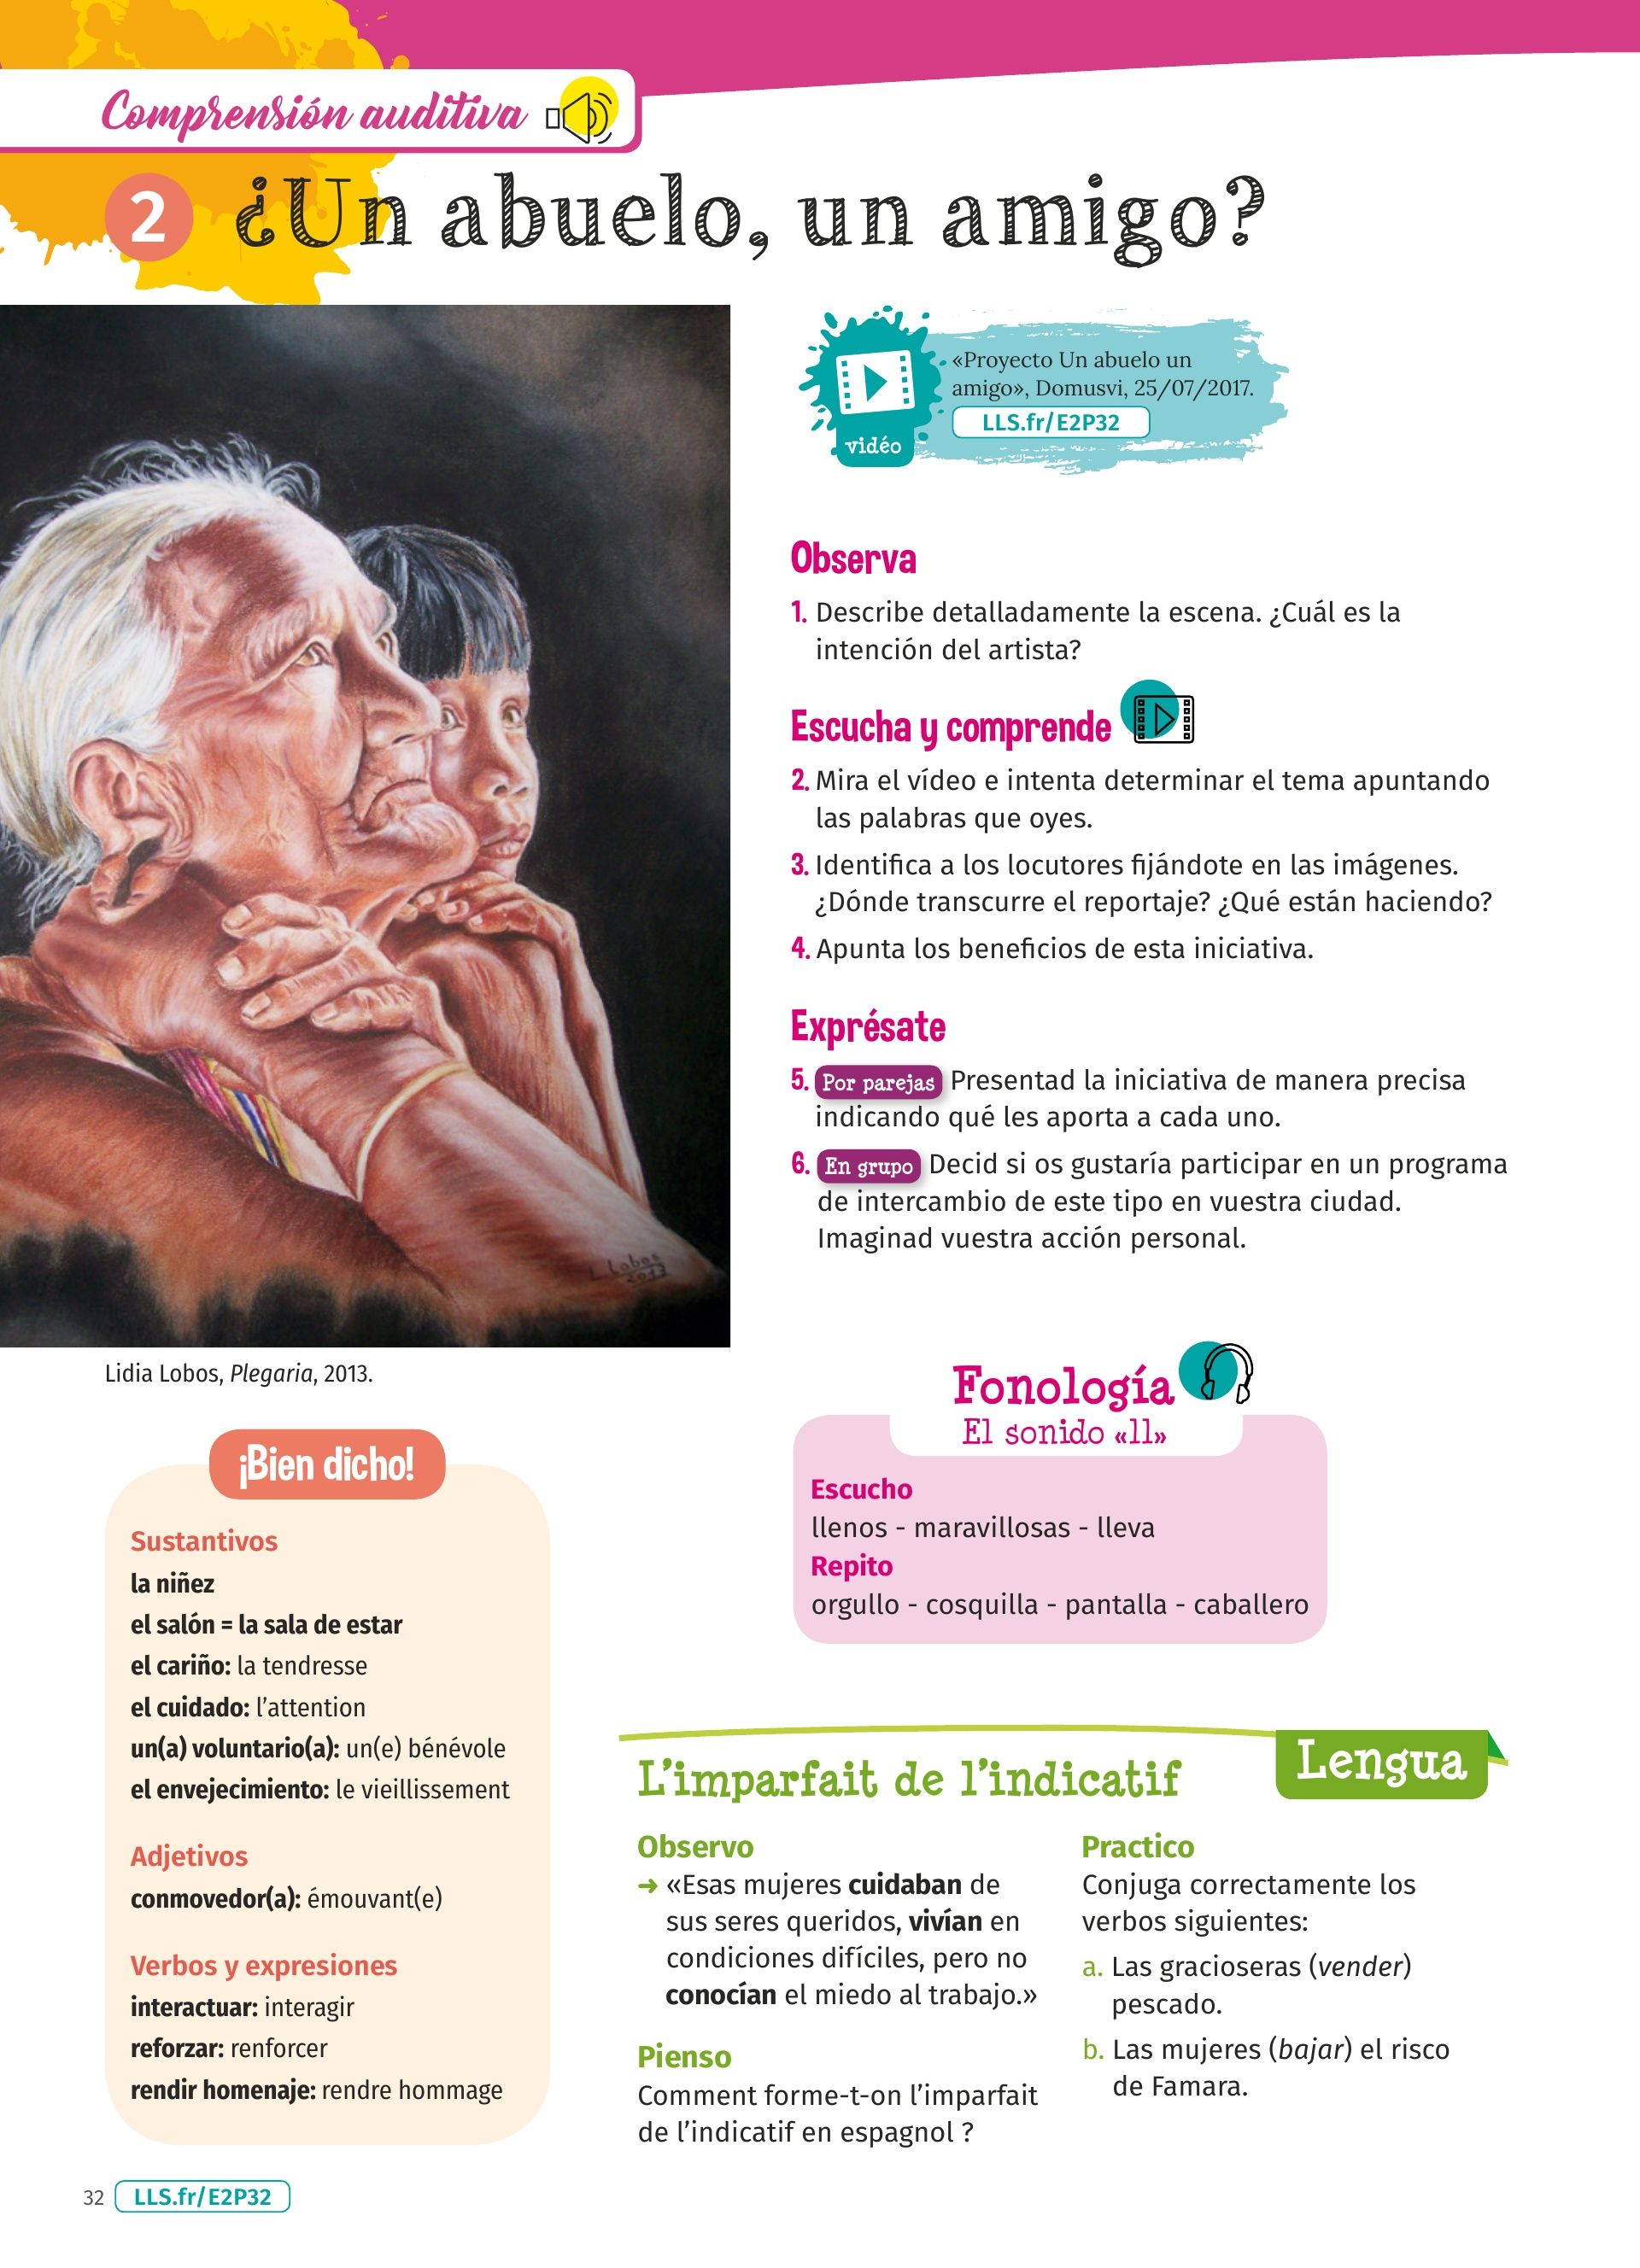 Comprensión auditiva
2 ¿Un abuelo, un amigo?
«Proyecto Un abuelo un
amigo», Domusvi, 25/07/2017.
LLS.fr/E2P32
vidéo
Observa
1. Describe detalladamente la escena. ¿Cuál es la
intención del artista?
Escucha y comprende
2. Mira el vídeo e intenta determinar el tema apuntando
las palabras que oyes.
3. Identifica a los locutores fijándote en las imágenes.
¿Dónde transcurre el reportaje? ¿Qué están haciendo?
4. Apunta los beneficios de esta iniciativa.
Exprésate
5. Por parejas Presentad la iniciativa de manera precisa
indicando qué les aporta a cada uno.
6. En grupo Decid si os gustaría participar en un programa
de intercambio de este tipo en vuestra ciudad.
Imaginad vuestra acción personal.
L. Lobos
2013
Lidia Lobos, Plegaria, 2013.
Fonología
El sonido «ll»
Escucho
llenos - maravillosas - lleva
Repito
orgullo - cosquilla - pantalla - caballero
¡Bien dicho!
Sustantivos
la niñez
el salón = la sala de estar
el cariño: la tendresse
el cuidado: l’attention
un(a) voluntario(a): un(e) bénévole
el envejecimiento: le vieillissement
Adjetivos
conmovedor(a): émouvant(e)
Verbos y expresiones
interactuar: interagir
reforzar: renforcer
rendir homenaje: rendre hommage
Lengua
L’imparfait de l’indicatif
Observo
➜ «Esas mujeres cuidaban de
sus seres queridos, vivían en
condiciones difíciles, pero no
conocían el miedo al trabajo.»
Pienso
Comment forme-t-on l’imparfait
de l’indicatif en espagnol ?
Practico
Conjuga correctamente los
verbos siguientes:
a. Las gracioseras (vender)
pescado.
b. Las mujeres (bajar) el risco
de Famara.
32 LLS.fr/E2P32